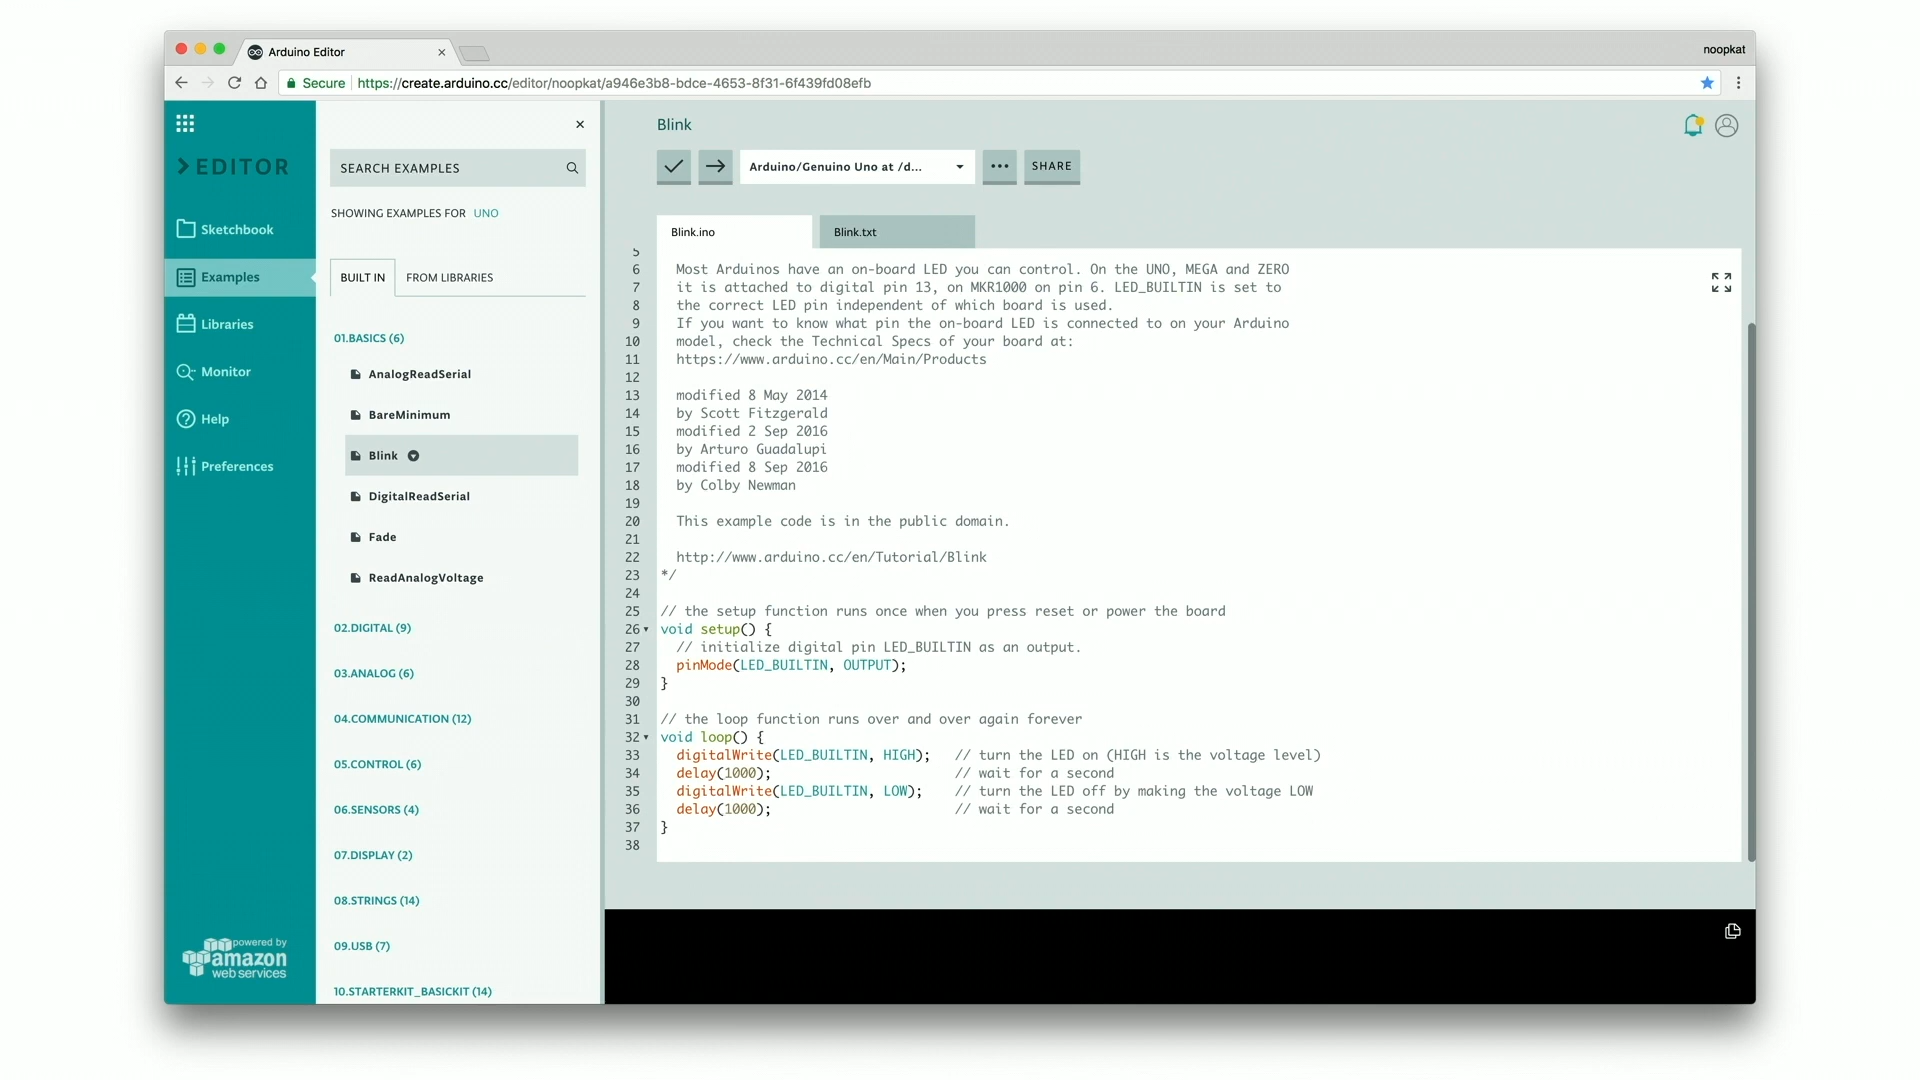 Arduino Editor
noopkat
Secure
https://create.arduino.cc/editor/noopkat/a946e3b8-bdce-4653-8f31-6f439fd08efb
EDITOR
Sketchbook
Examples
Libraries
Monitor
Help
Preferences
powered by
amazon
web services
SEARCH EXAMPLES
SHOWING EXAMPLES FOR UNO
BUILT IN
FROM LIBRARIES
01.BASICS (6)
AnalogReadSerial
BareMinimum
Blink
DigitalReadSerial
Fade
ReadAnalogVoltage
02.DIGITAL (9)
03.ANALOG (6)
04.COMMUNICATION (12)
05.CONTROL (6)
06.SENSORS (4)
07.DISPLAY (2)
08.STRINGS (14)
09.USB (7)
10.STARTERKIT_BASICKIT (14)
Blink
Arduino/Genuino Uno at /d...
SHARE
Blink.ino
Blink.txt
5
6 Most Arduinos have an on-board LED you can control. On the UNO, MEGA and ZERO
7 it is attached to digital pin 13, on MKR1000 on pin 6. LED_BUILTIN is set to
8 the correct LED pin independent of which board is used.
9 If you want to know what pin the on-board LED is connected to on your Arduino
10 model, check the Technical Specs of your board at:
11 https://www.arduino.cc/en/Main/Products
12
13 modified 8 May 2014
14 by Scott Fitzgerald
15 modified 2 Sep 2016
16 by Arturo Guadalupi
17 modified 8 Sep 2016
18 by Colby Newman
19
20 This example code is in the public domain.
21
22 http://www.arduino.cc/en/Tutorial/Blink
23 */
24
25 // the setup function runs once when you press reset or power the board
26 void setup() {
27 // initialize digital pin LED_BUILTIN as an output.
28 pinMode(LED_BUILTIN, OUTPUT);
29 }
30
31 // the loop function runs over and over again forever
32 void loop() {
33 digitalWrite(LED_BUILTIN, HIGH); // turn the LED on (HIGH is the voltage level)
34 delay(1000); // wait for a second
35 digitalWrite(LED_BUILTIN, LOW); // turn the LED off by making the voltage LOW
36 delay(1000); // wait for a second
37 }
38